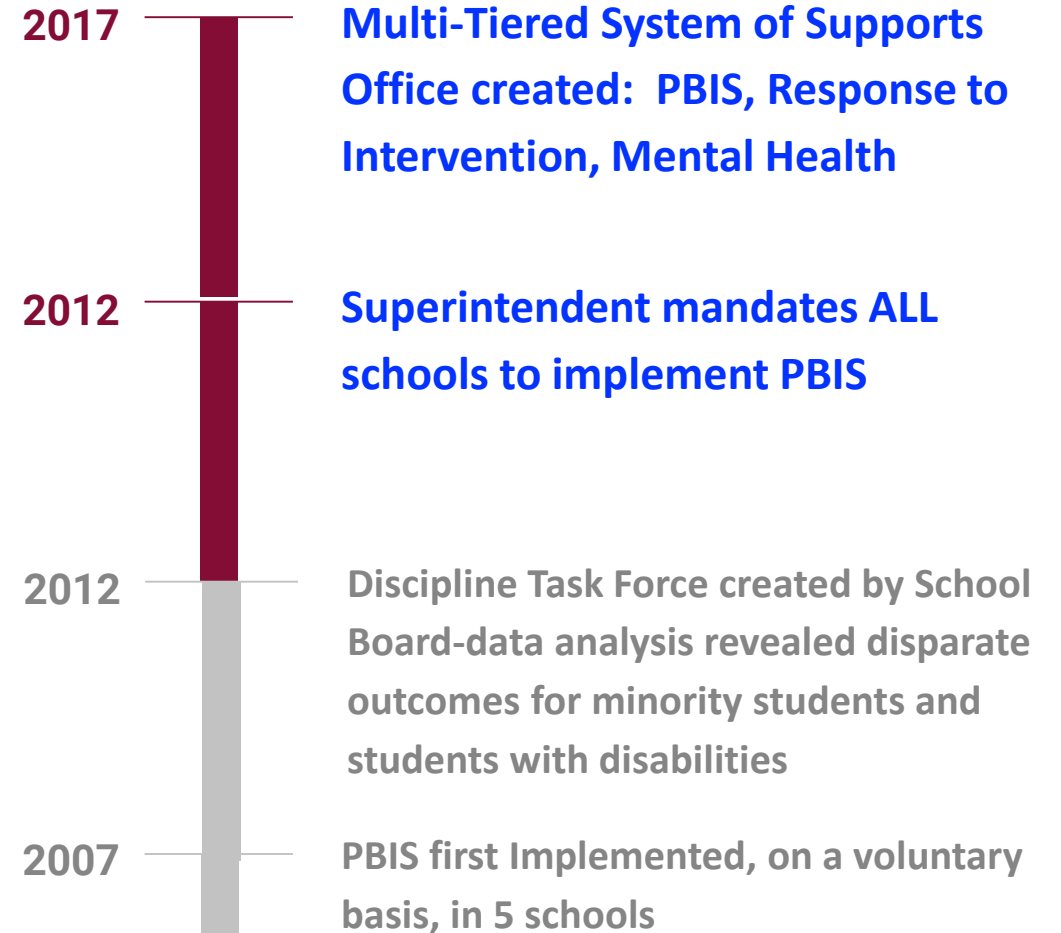 2017
Multi-Tiered System of Supports
Office created:  PBIS, Response to
Intervention, Mental Health
2012
Superintendent mandates ALL
schools to implement PBIS
2012
Discipline Task Force created by School
Board-data analysis revealed disparate
outcomes for minority students and
students with disabilities
2007
PBIS first Implemented, on a voluntary
basis, in 5 schools